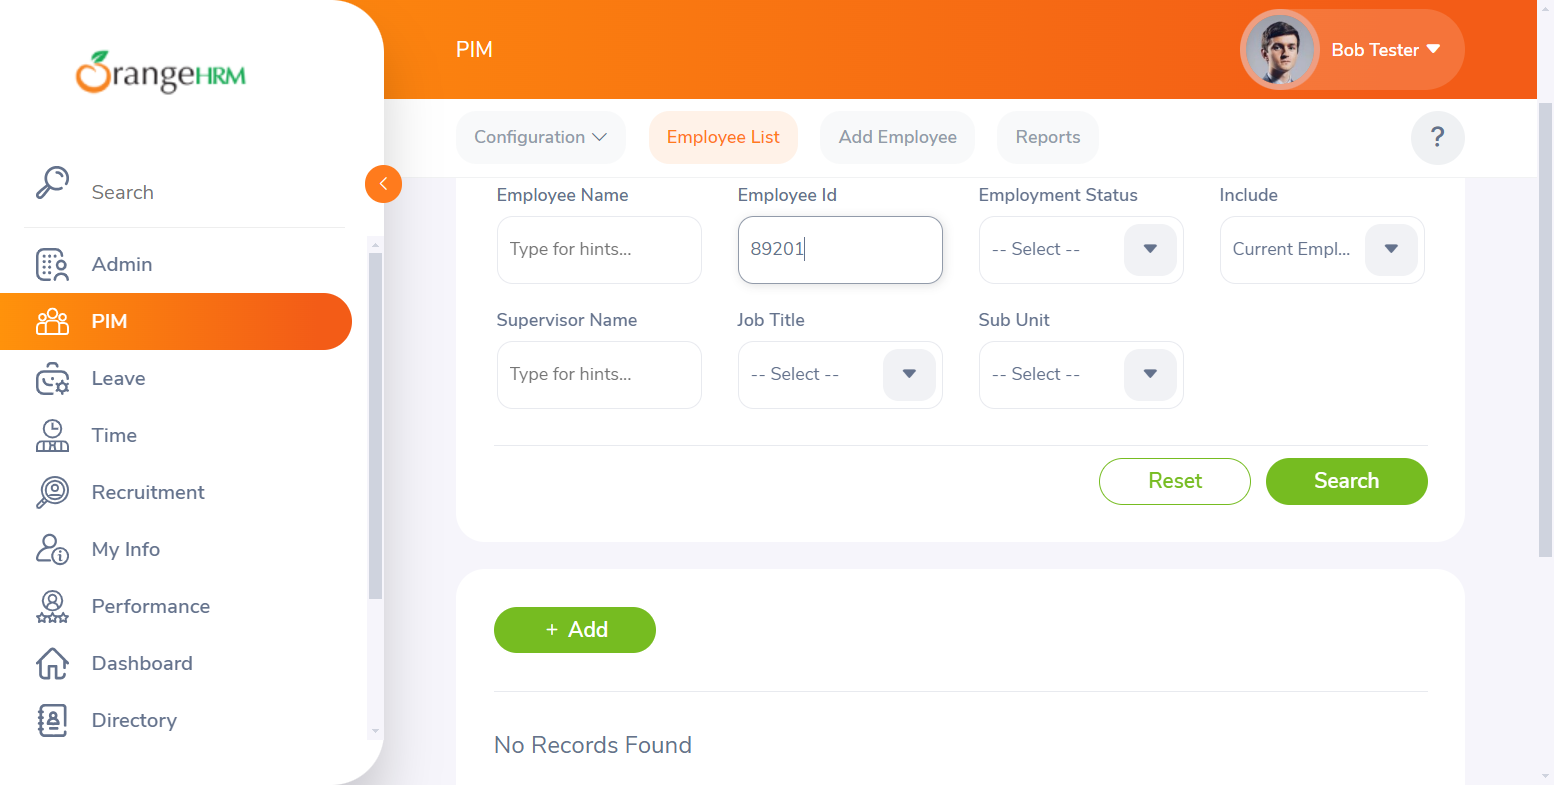 OrangeHRM
PIM
Bob Tester
Configuration
Employee List
Add Employee
Reports
?
Search
Admin
PIM
Leave
Time
Recruitment
My Info
Performance
Dashboard
Directory
Employee Name
Employee Id
Employment Status
Include
Type for hints...
89201
-- Select --
Current Empl...
Supervisor Name
Job Title
Sub Unit
Type for hints...
-- Select --
-- Select --
Reset
Search
+ Add
No Records Found